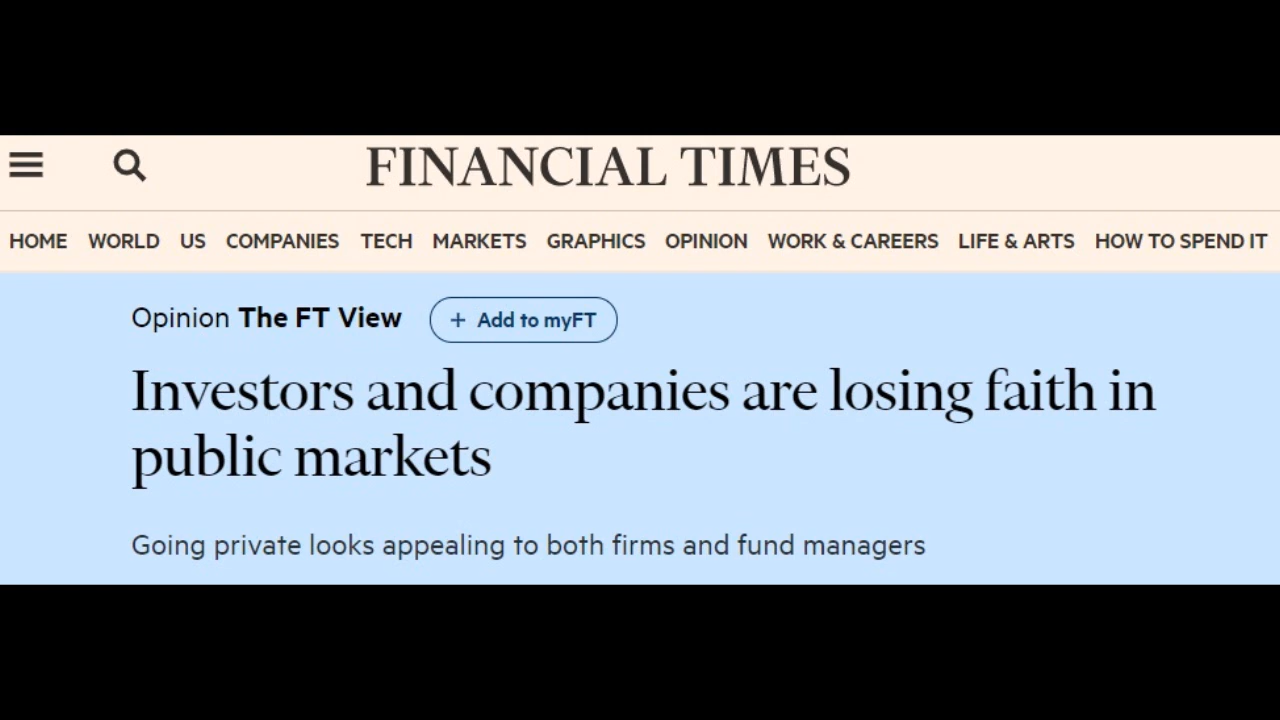 FINANCIAL TIMES
HOME WORLD US COMPANIES TECH MARKETS GRAPHICS OPINION WORK & CAREERS LIFE & ARTS HOW TO SPEND IT
Opinion The FT View + Add to myFT
Investors and companies are losing faith in
public markets
Going private looks appealing to both firms and fund managers